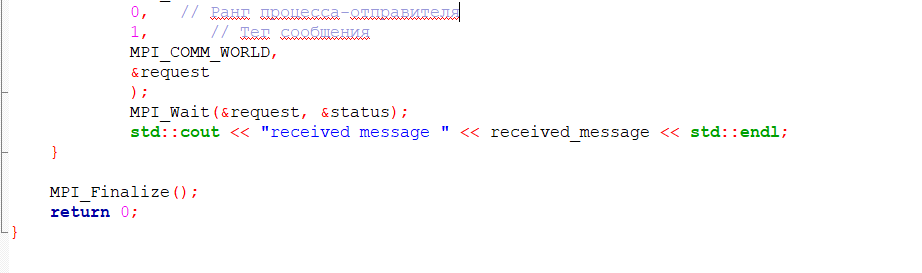 0,   // Ранг процесса-отправителя
1,      // Тег сообщения
MPI_COMM_WORLD,
&request
);
MPI_Wait(&request, &status);
std::cout << "received message " << received_message << std::endl;
}
MPI_Finalize();
return 0;
}